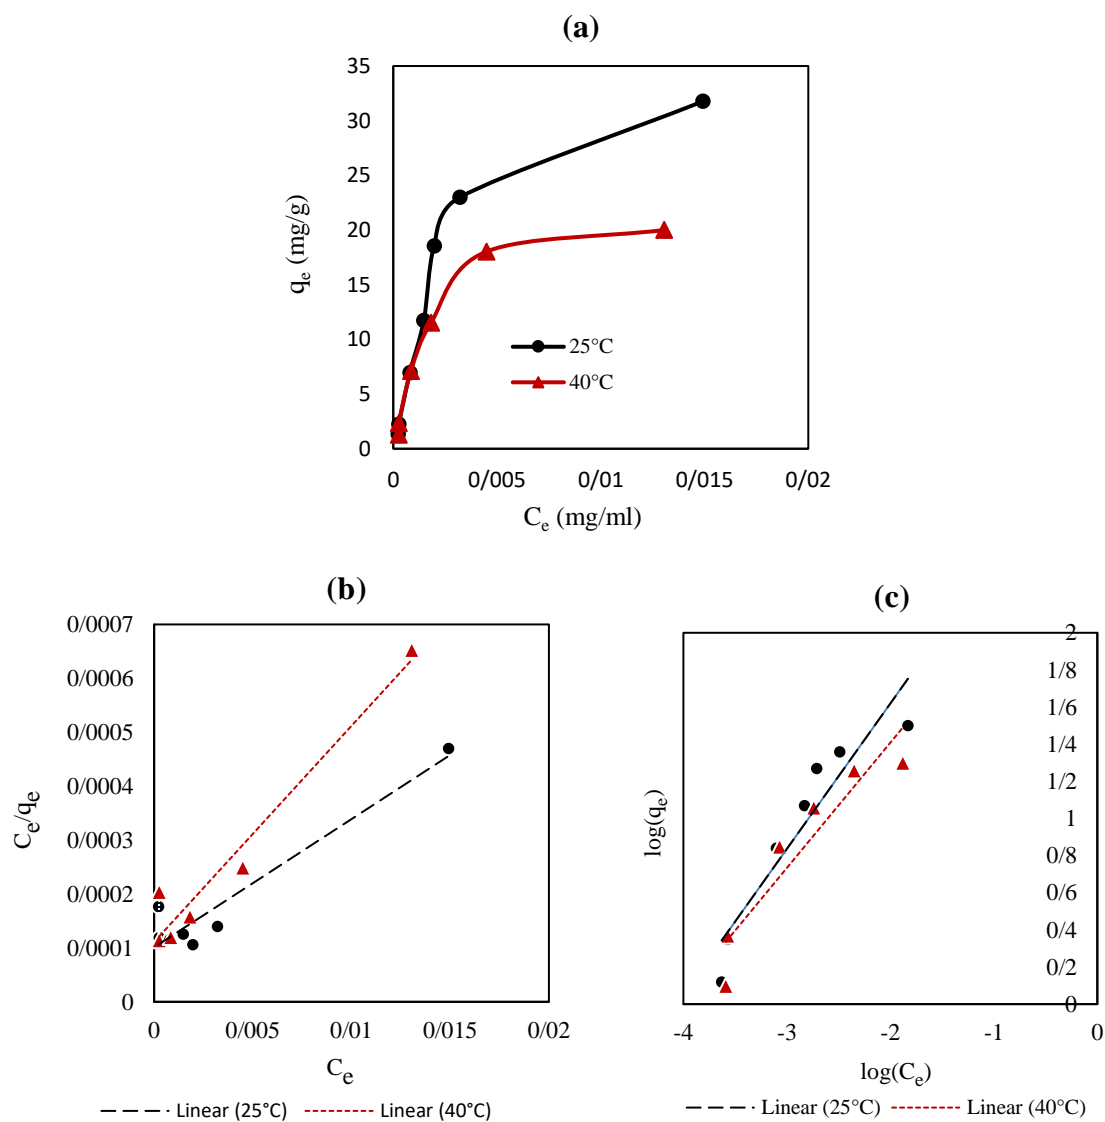 (a)
35
30
25
20
15
10
5
0
qe (mg/g)
25°C
40°C
0 0/005 0/01 0/015 0/02
Ce (mg/ml)
(b)
0/0007
0/0006
0/0005
0/0004
0/0003
0/0002
0/0001
0
Ce/qe
0 0/005 0/01 0/015 0/02
Ce
Linear (25°C) Linear (40°C)
(c)
2
1/8
1/6
1/4
1/2
1
0/8
0/6
0/4
0/2
0
log(qe)
-4 -3 -2 -1 0
log(Ce)
Linear (25°C) Linear (40°C)